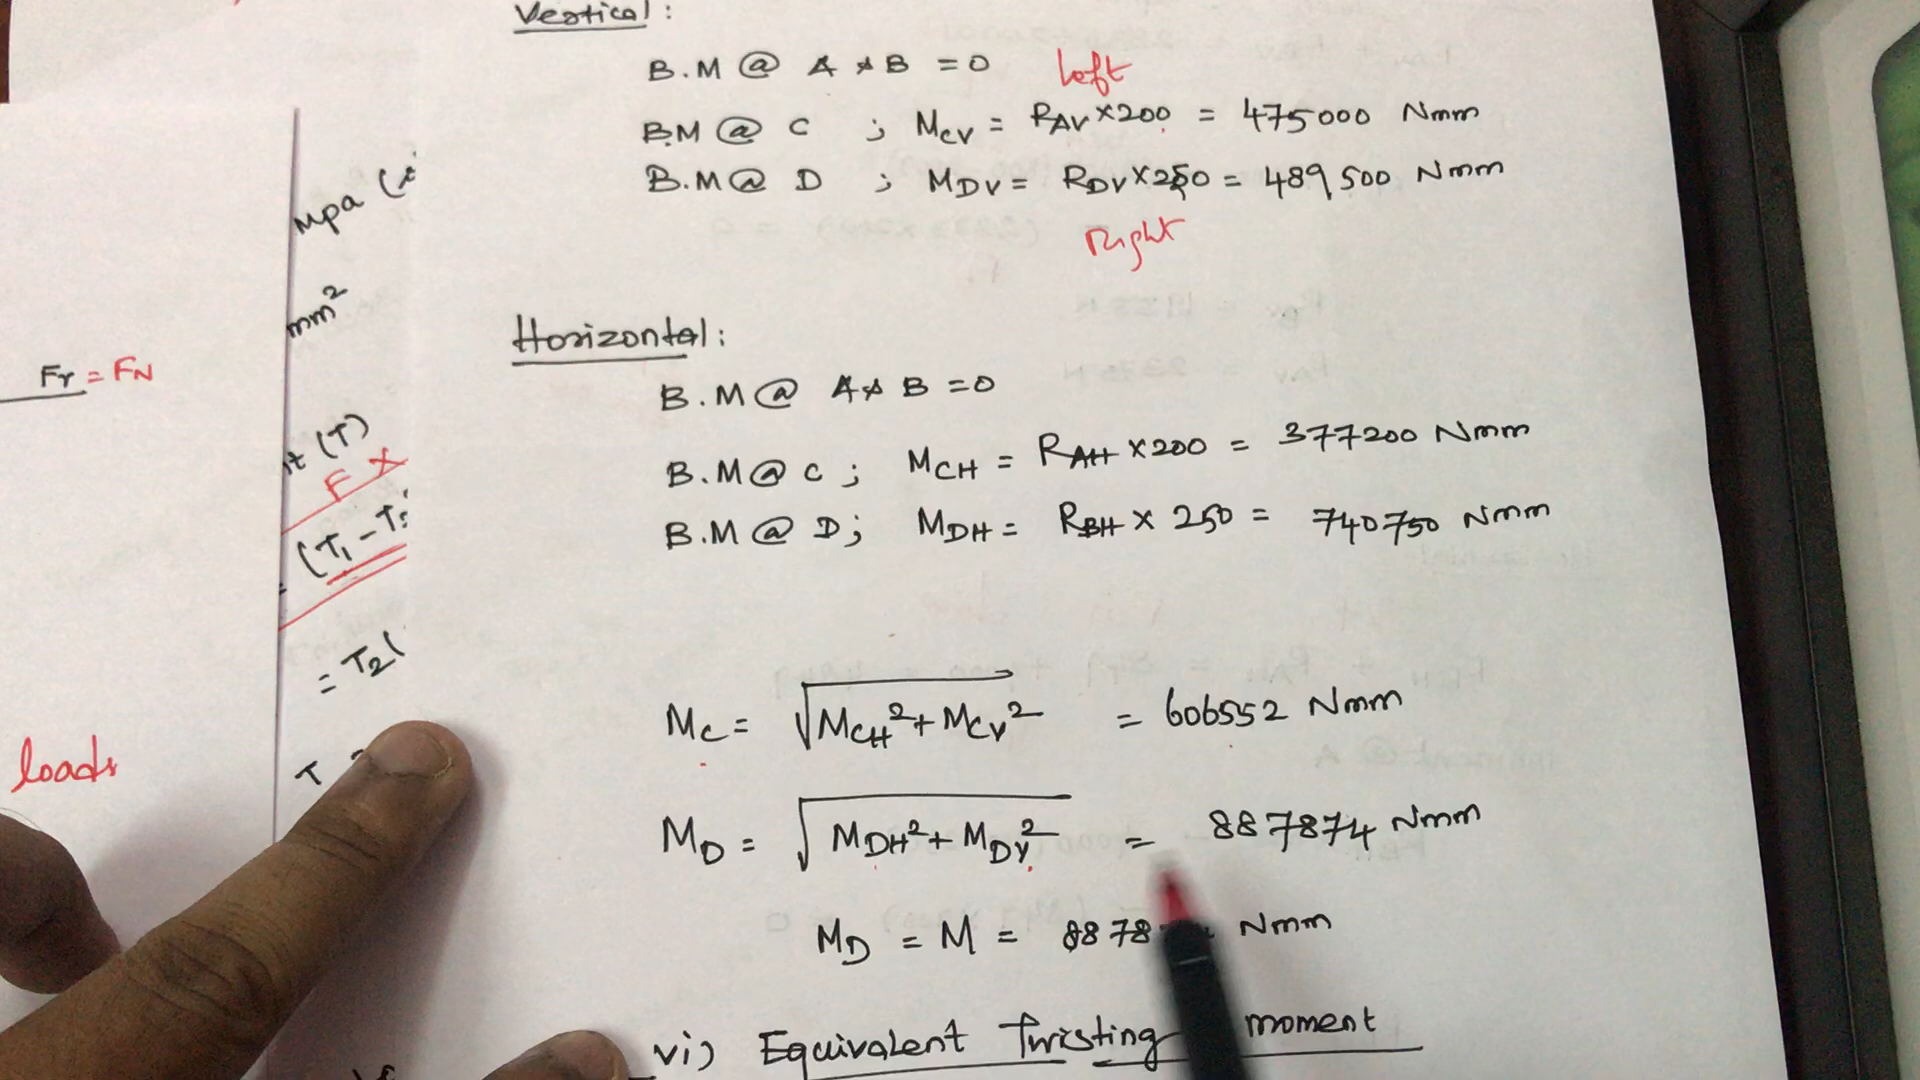 Vertical :
B.M @ A & B = 0
left
B.M @ C ; MCV = RAV × 200 = 475000 Nmm
B.M @ D ; MDV = RDV × 250 = 489500 Nmm
right
Horizontal :
B.M @ A & B = 0
B.M @ C ; MCH = RAH × 200 = 377200 Nmm
B.M @ D ; MDH = RBH × 250 = 740750 Nmm
MC = √MCH² + MCV² = 606552 Nmm
MD = √MDH² + MDV² = 887874 Nmm
MD = M = 8878 Nmm
vi) Equivalent Twisting moment
Mpa (
mm²
Fr = FN
(T)
F ×
= (T1 - T
= T2(
T
loads